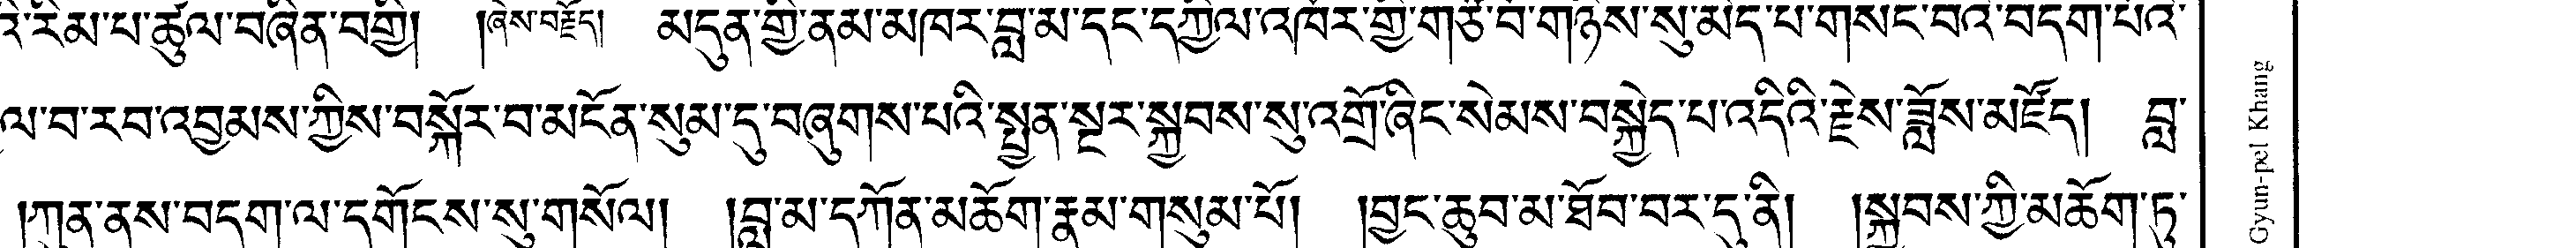 འི་རིམ་པ་ཚུལ་བཞིན་བགྱི། །ཞེས་བརྗོད། མདུན་གྱི་ནམ་མཁར་བླ་མ་དང་དཀྱིལ་འཁོར་གྱི་གཙོ་བོ་གཉིས་སུ་མེད་པ་གསང་བའི་བདག་པོའི་
ལ་བ་རབ་འབྱམས་ཀྱིས་བསྐོར་བ་མངོན་སུམ་དུ་བཞུགས་པའི་སྤྱན་སྔར་སྐྱབས་སུ་འགྲོ་ཞིང་སེམས་བསྐྱེད་པ་འདིའི་རྗེས་ཟློས་མཛོད། བླ་
།ཀུན་ནས་བདག་ལ་དགོངས་སུ་གསོལ། །བླ་མ་དཀོན་མཆོག་རྣམ་གསུམ་པོ། །བྱང་ཆུབ་མ་ཐོབ་བར་དུ་ནི། །སྐྱབས་ཀྱི་མཆོག་ཏུ་
Gyun-pel Khang